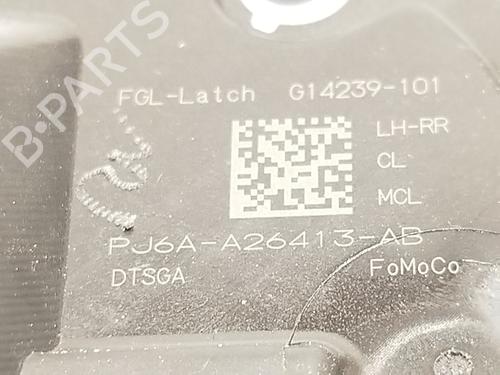 B-PARTS
FGL-Latch G14239-101
LH-RR
CL
MCL
PJ6A-A26413-AB
DTSGA FoMoCo